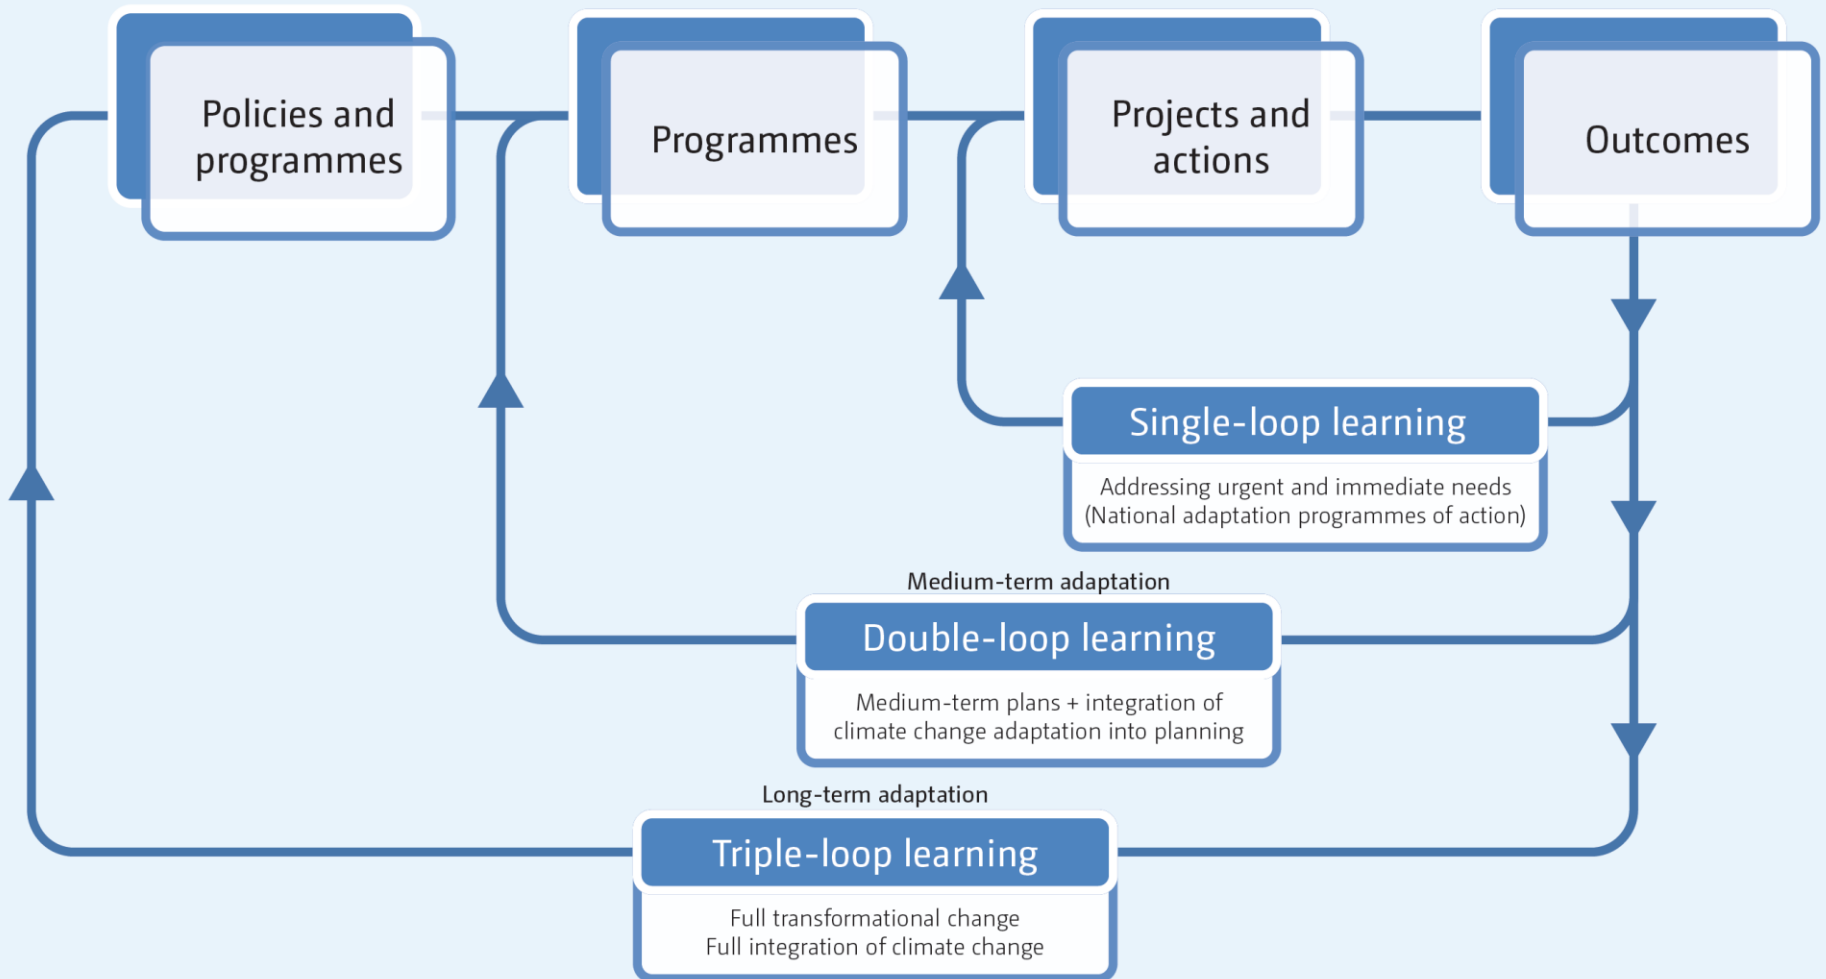 Policies and
programmes
Programmes
Projects and
actions
Outcomes
Single-loop learning
Addressing urgent and immediate needs
(National adaptation programmes of action)
Medium-term adaptation
Double-loop learning
Medium-term plans + integration of
climate change adaptation into planning
Long-term adaptation
Triple-loop learning
Full transformational change
Full integration of climate change